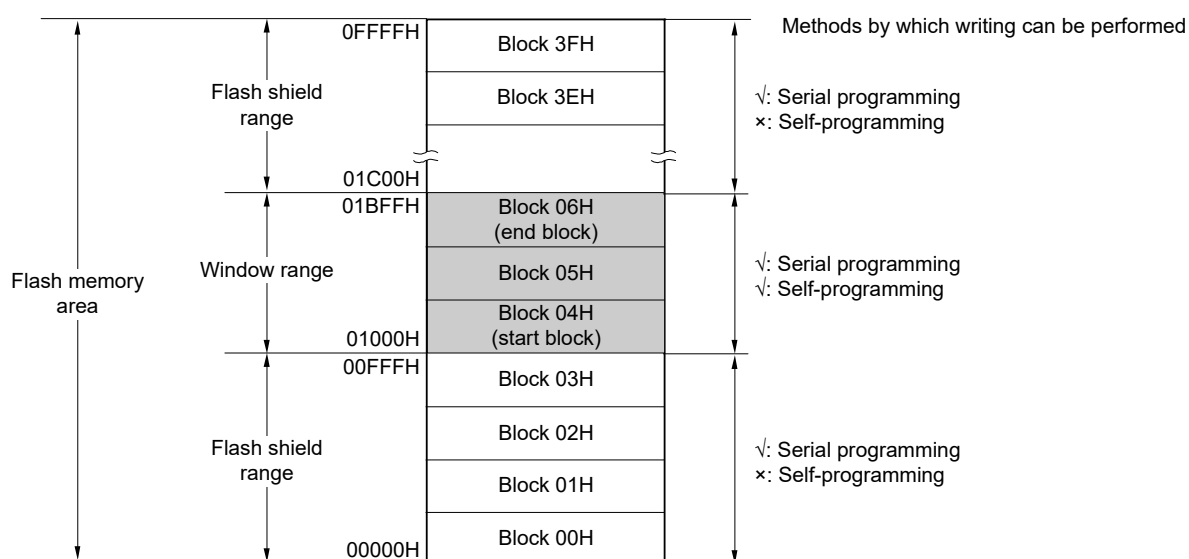 Methods by which writing can be performed
0FFFFH
Block 3FH
Flash shield
range
Block 3EH
√: Serial programming
×: Self-programming
01C00H
01BFFH
Block 06H
(end block)
Flash memory
area
Window range
Block 05H
√: Serial programming
√: Self-programming
Block 04H
(start block)
01000H
00FFFH
Block 03H
Flash shield
range
Block 02H
√: Serial programming
×: Self-programming
Block 01H
Block 00H
00000H